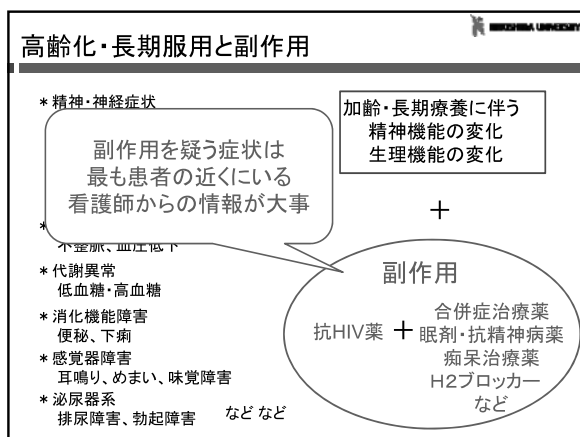 HIROSHIMA UNIVERSITY
高齢化・長期服用と副作用
＊精神・神経症状
副作用を疑う症状は
最も患者の近くにいる
看護師からの情報が大事
＊
不整脈、血圧低下
＊代謝異常
低血糖・高血糖
＊消化機能障害
便秘、下痢
＊感覚器障害
耳鳴り、めまい、味覚障害
＊泌尿器系
排尿障害、勃起障害 など など
加齢・長期療養に伴う
精神機能の変化
生理機能の変化
＋
副作用
抗HIV薬 ＋
合併症治療薬
眠剤・抗精神病薬
痴呆治療薬
H2ブロッカー
など